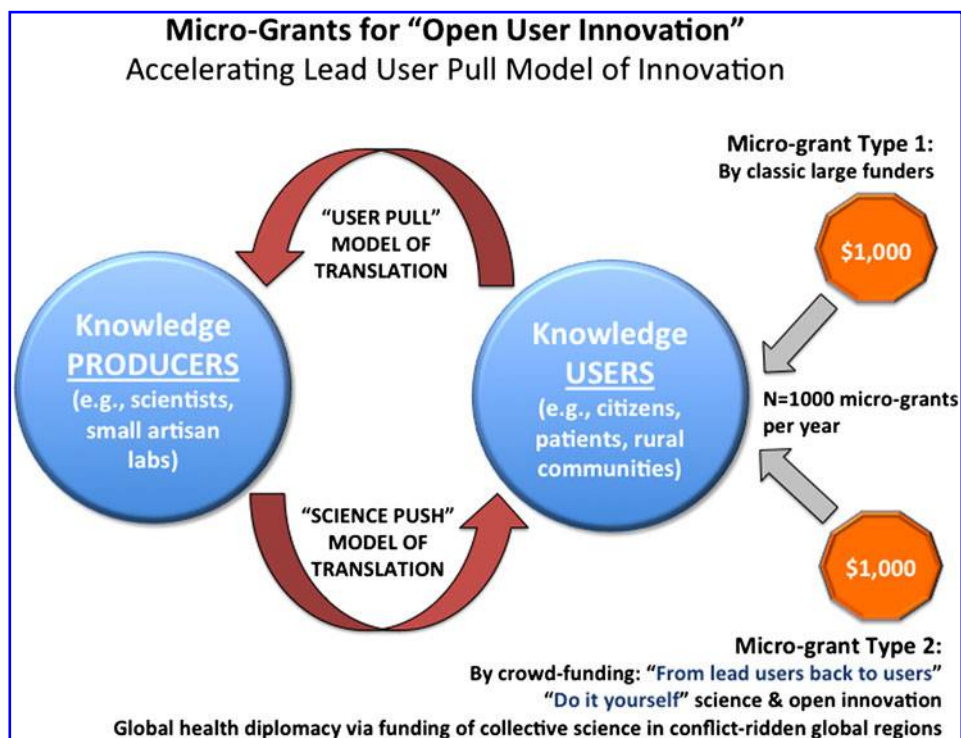 Micro-Grants for “Open User Innovation”
Accelerating Lead User Pull Model of Innovation
Micro-grant Type 1:
By classic large funders
$1,000
“USER PULL”
MODEL OF
TRANSLATION
Knowledge
PRODUCERS
(e.g., scientists,
small artisan
labs)
Knowledge
USERS
(e.g., citizens,
patients, rural
communities)
N=1000 micro-grants
per year
“SCIENCE PUSH”
MODEL OF
TRANSLATION
$1,000
Micro-grant Type 2:
By crowd-funding: “From lead users back to users”
“Do it yourself” science & open innovation
Global health diplomacy via funding of collective science in conflict-ridden global regions